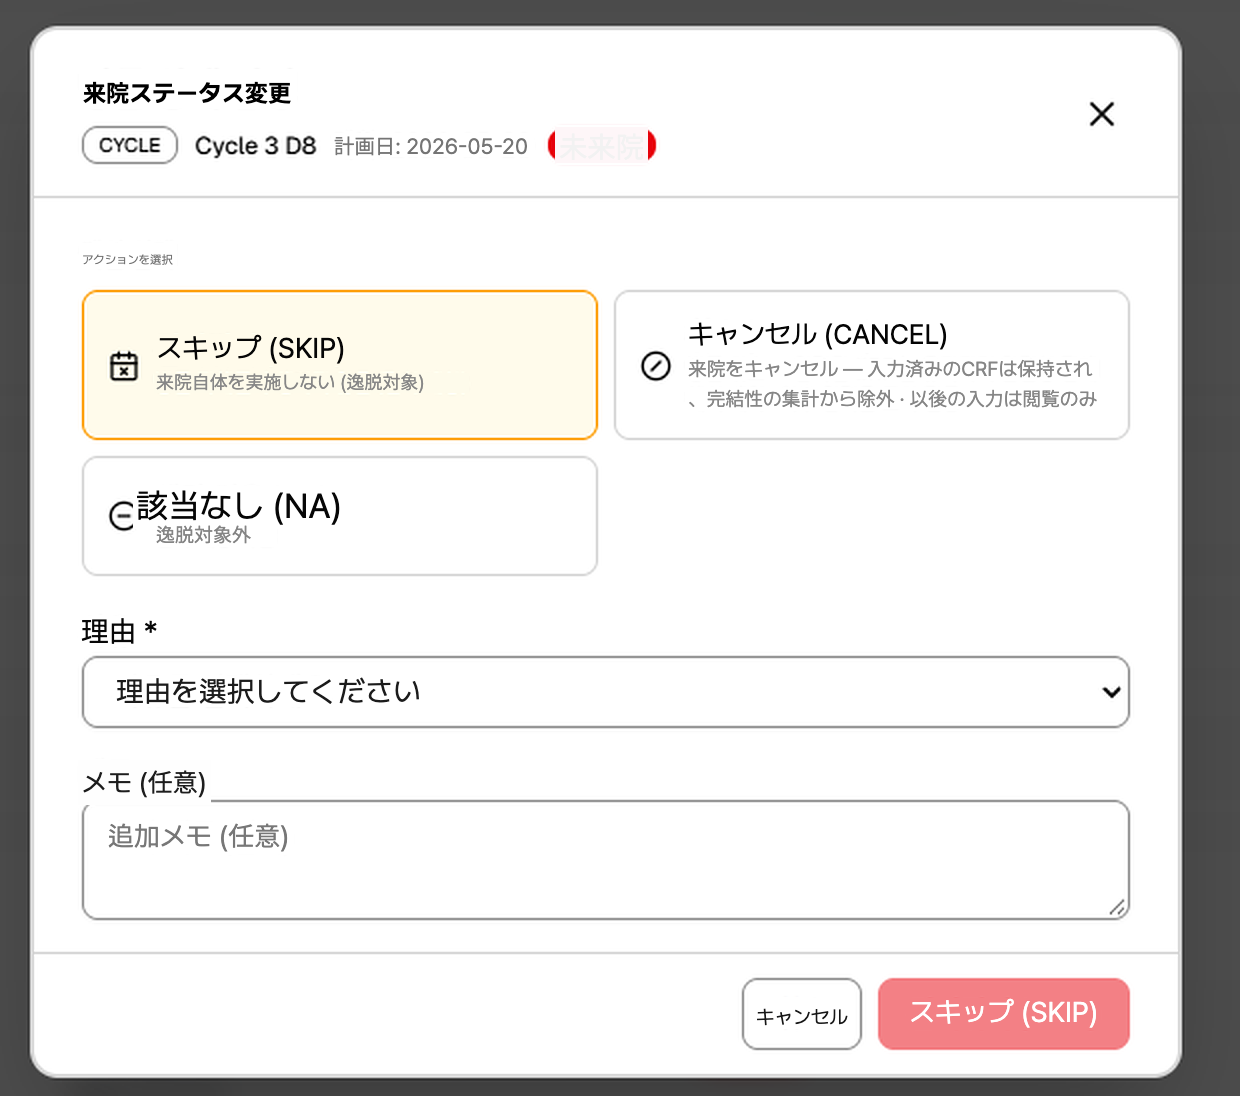 来院ステータス変更
CYCLE Cycle 3 D8 計画日: 2026-05-20 未来院
アクションを選択
スキップ (SKIP)
来院自体を実施しない (逸脱対象)
キャンセル (CANCEL)
来院をキャンセル — 入力済みのCRFは保持され
、完結性の集計から除外 · 以後の入力は閲覧のみ
該当なし (NA)
逸脱対象外
理由 *
理由を選択してください
メモ (任意)
追加メモ (任意)
キャンセル スキップ (SKIP)